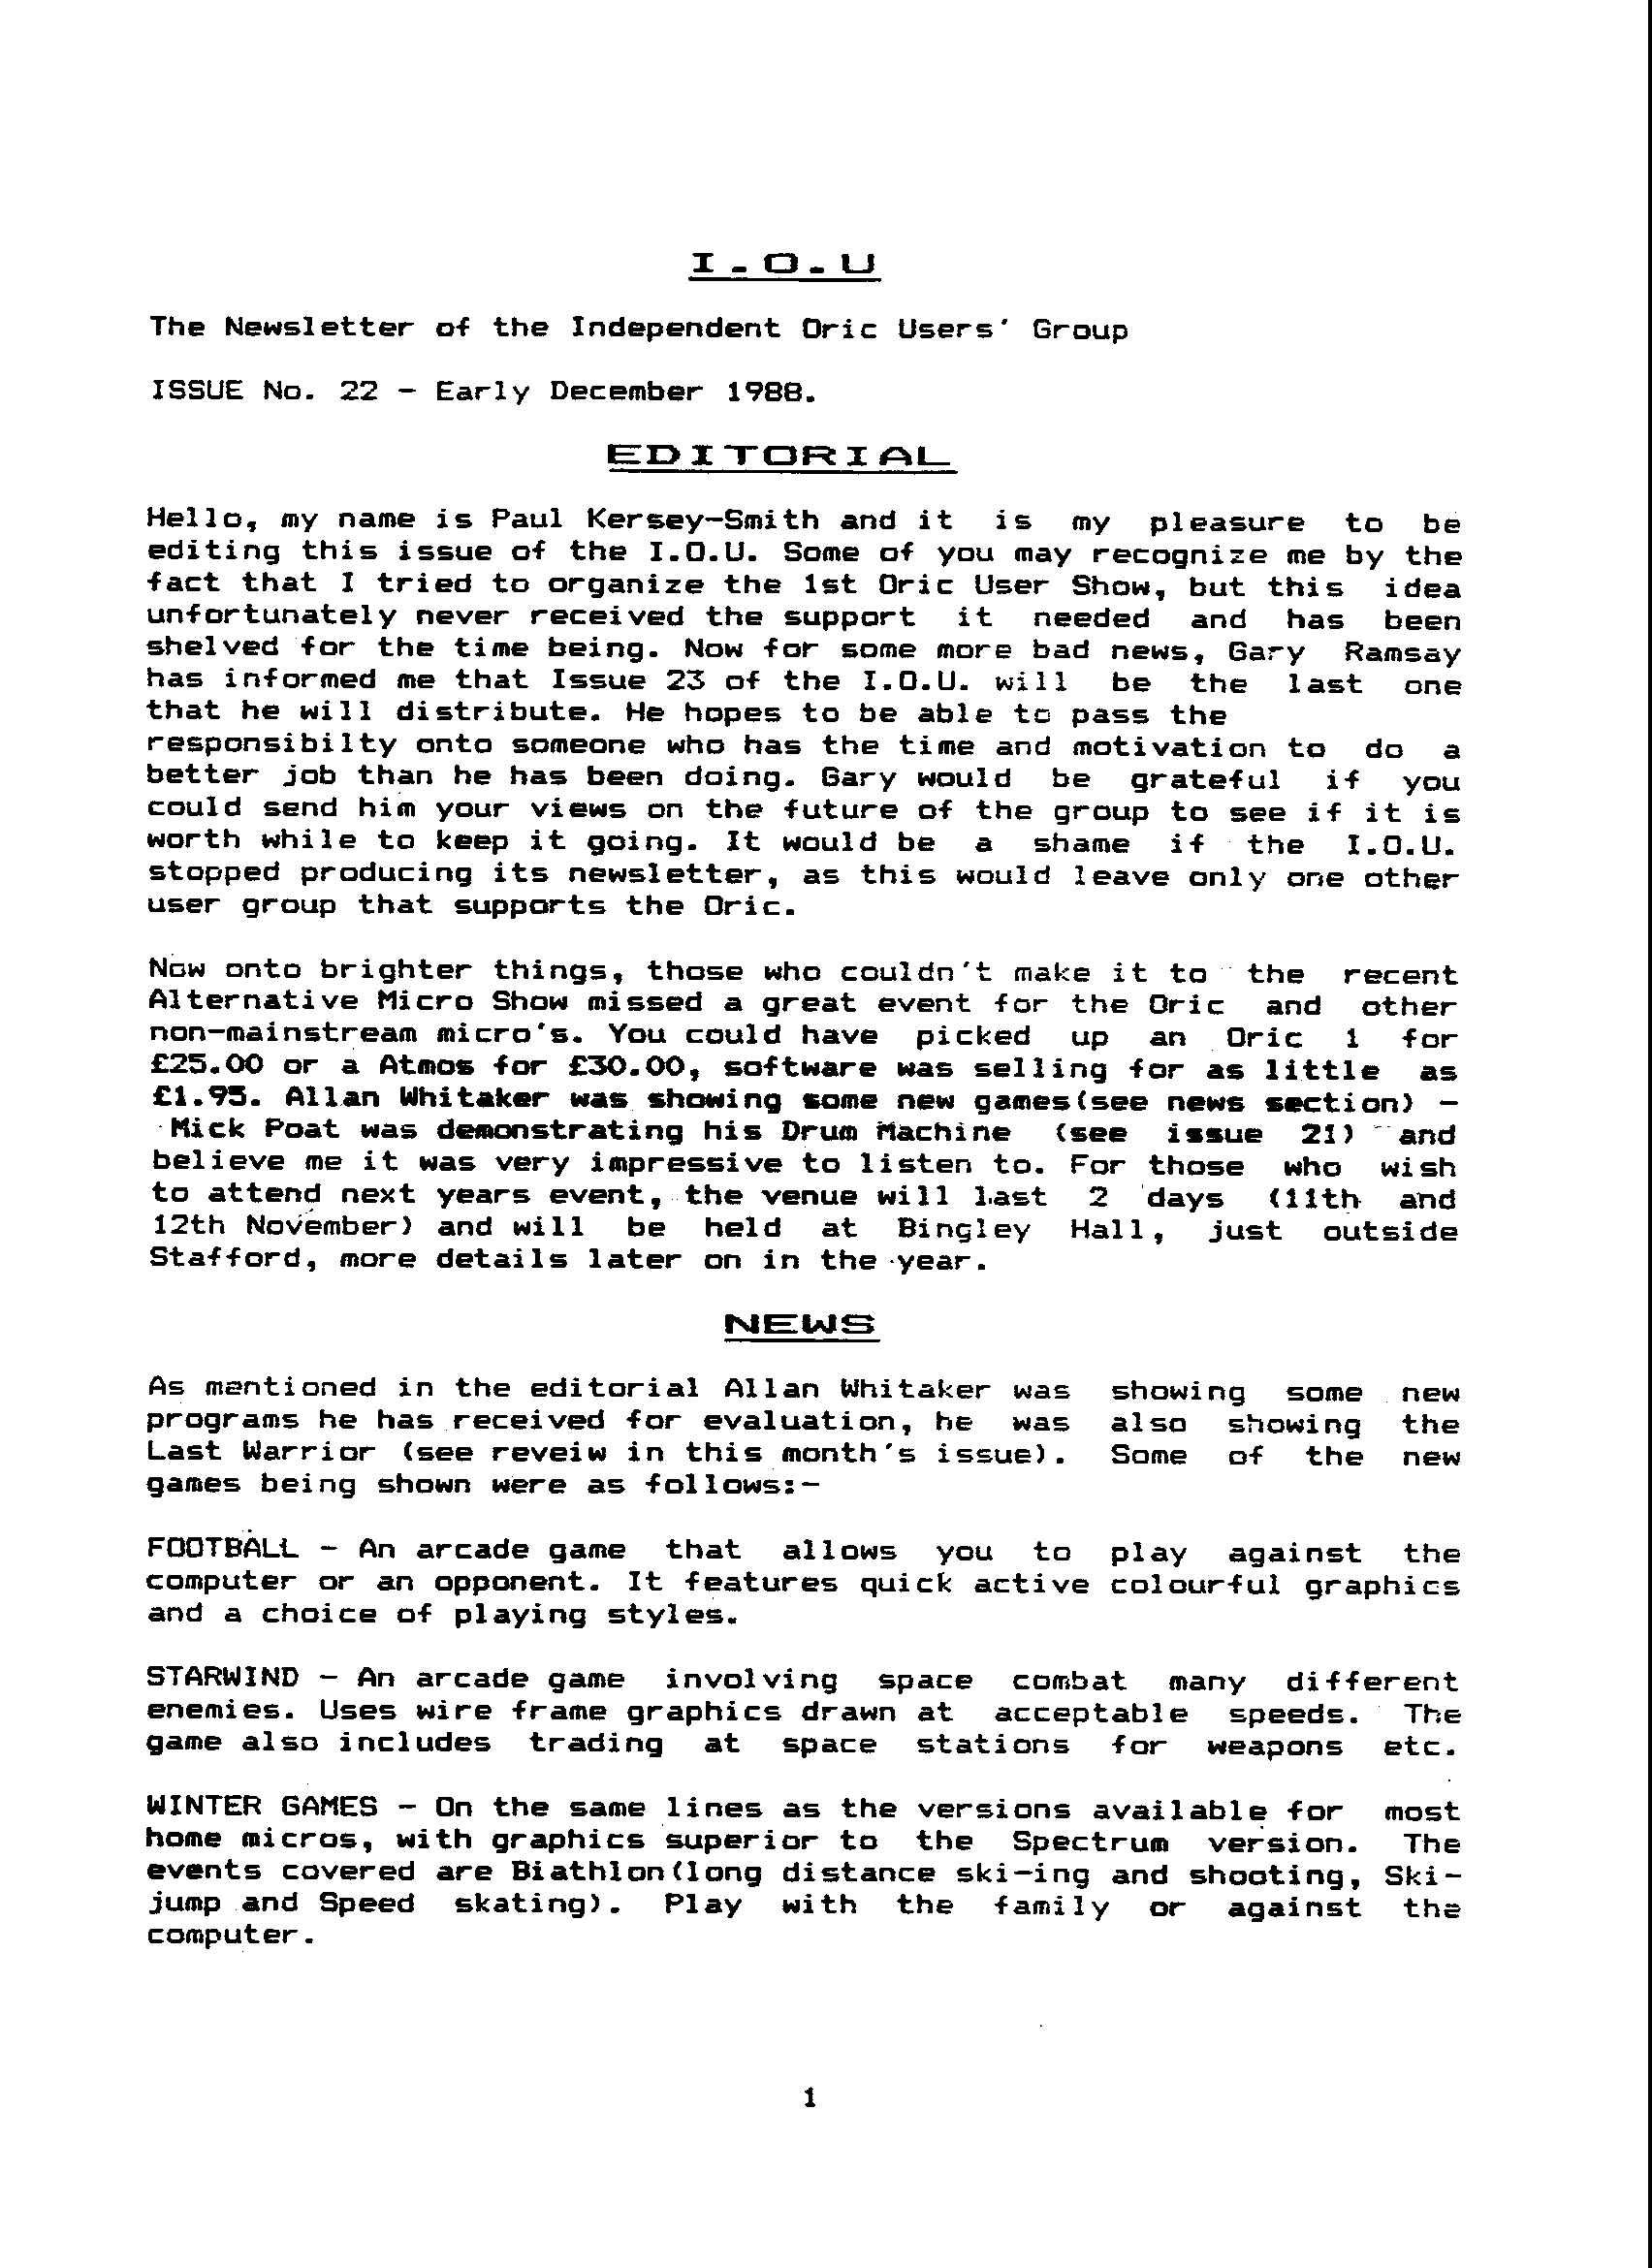 I.O.U
The Newsletter of the Independent Oric Users' Group
ISSUE No. 22 - Early December 1988.
EDITORIAL
Hello, my name is Paul Kersey-Smith and it is my pleasure to be
editing this issue of the I.O.U. Some of you may recognize me by the
fact that I tried to organize the 1st Oric User Show, but this idea
unfortunately never received the support it needed and has been
shelved for the time being. Now for some more bad news, Gary Ramsay
has informed me that Issue 23 of the I.O.U. will be the last one
that he will distribute. He hopes to be able to pass the
responsibilty onto someone who has the time and motivation to do a
better job than he has been doing. Gary would be grateful if you
could send him your views on the future of the group to see if it is
worth while to keep it going. It would be a shame if the I.O.U.
stopped producing its newsletter, as this would leave only one other
user group that supports the Oric.
Now onto brighter things, those who couldn't make it to the recent
Alternative Micro Show missed a great event for the Oric and other
non-mainstream micro's. You could have picked up an Oric 1 for
£25.00 or a Atmos for £30.00, software was selling for as little as
£1.95. Allan Whitaker was showing some new games(see news section) -
Mick Poat was demonstrating his Drum Machine (see issue 21) and
believe me it was very impressive to listen to. For those who wish
to attend next years event, the venue will last 2 days (11th and
12th November) and will be held at Bingley Hall, just outside
Stafford, more details later on in the year.
NEWS
As mentioned in the editorial Allan Whitaker was showing some new
programs he has received for evaluation, he was also showing the
Last Warrior (see reveiw in this month's issue). Some of the new
games being shown were as follows:-
FOOTBALL - An arcade game that allows you to play against the
computer or an opponent. It features quick active colourful graphics
and a choice of playing styles.
STARWIND - An arcade game involving space combat many different
enemies. Uses wire frame graphics drawn at acceptable speeds. The
game also includes trading at space stations for weapons etc.
WINTER GAMES - On the same lines as the versions available for most
home micros, with graphics superior to the Spectrum version. The
events covered are Biathlon(long distance ski-ing and shooting, Ski-
jump and Speed skating). Play with the family or against the
computer.
1